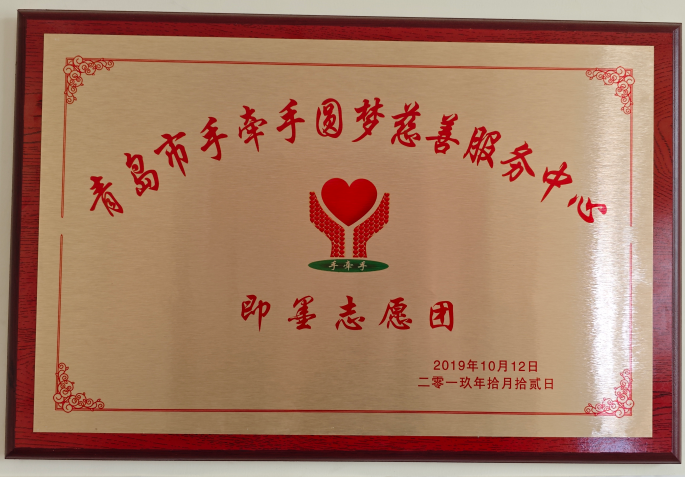 青岛市手牵手圆梦慈善服务中心
手牵手
即墨志愿团
2019年10月12日
二零一玖年拾月拾贰日